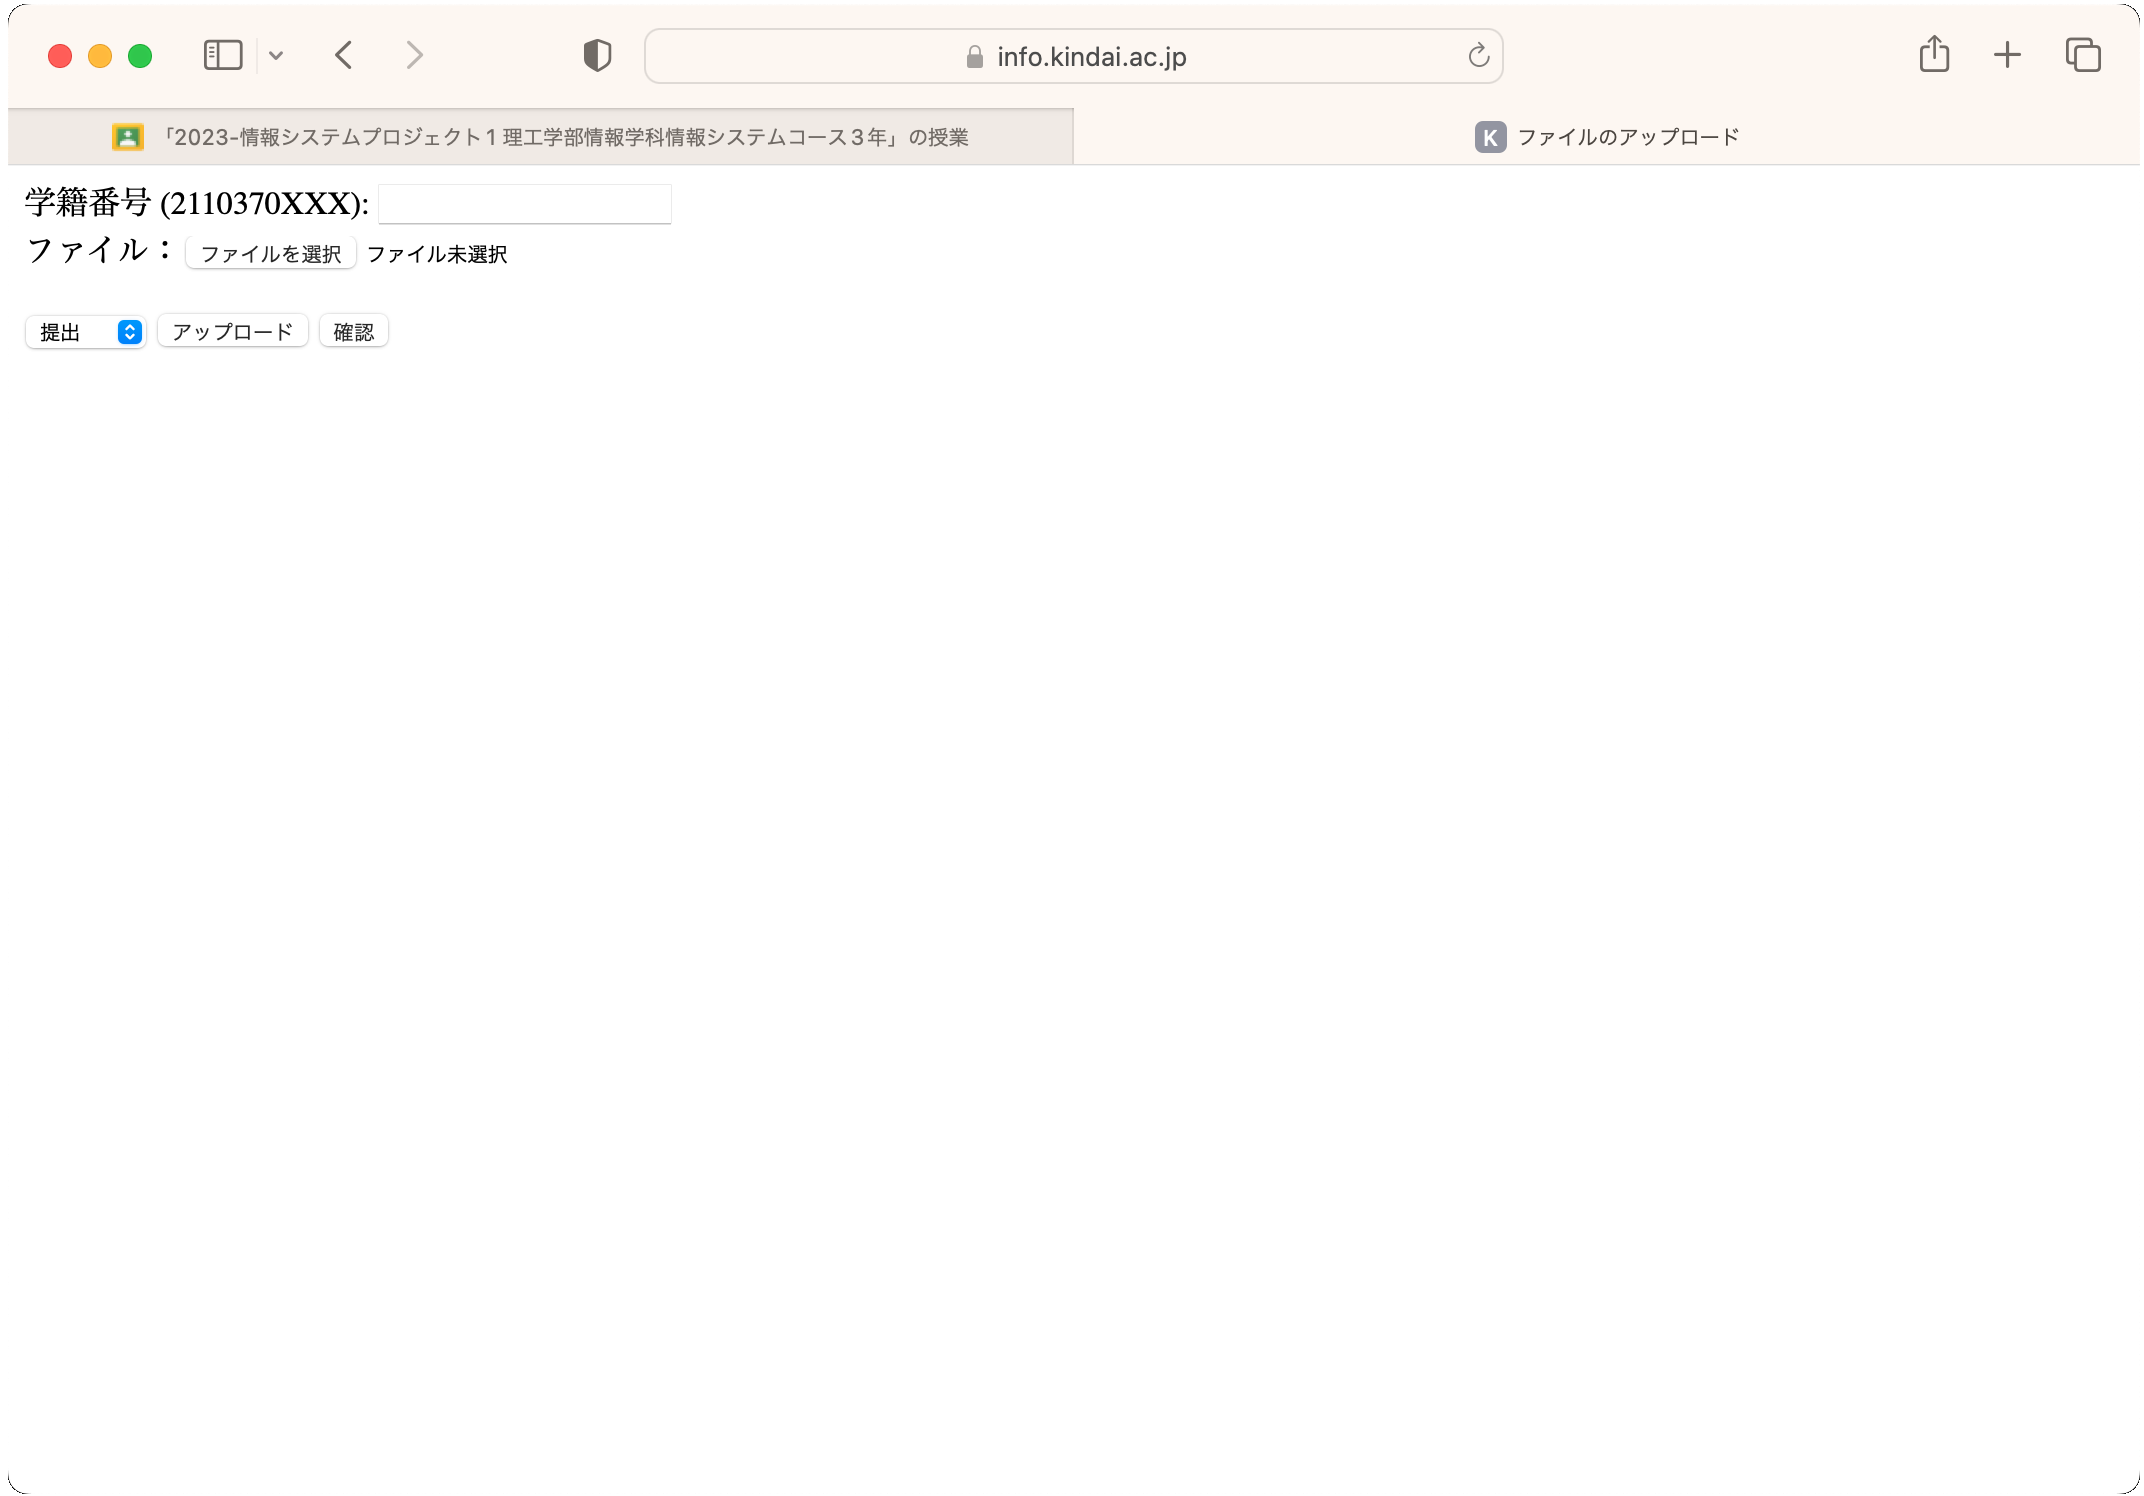 info.kindai.ac.jp
「2023-情報システムプロジェクト１理工学部情報学科情報システムコース３年」の授業
K ファイルのアップロード
学籍番号 (2110370XXX):
ファイル： ファイルを選択 ファイル未選択
提出 アップロード 確認